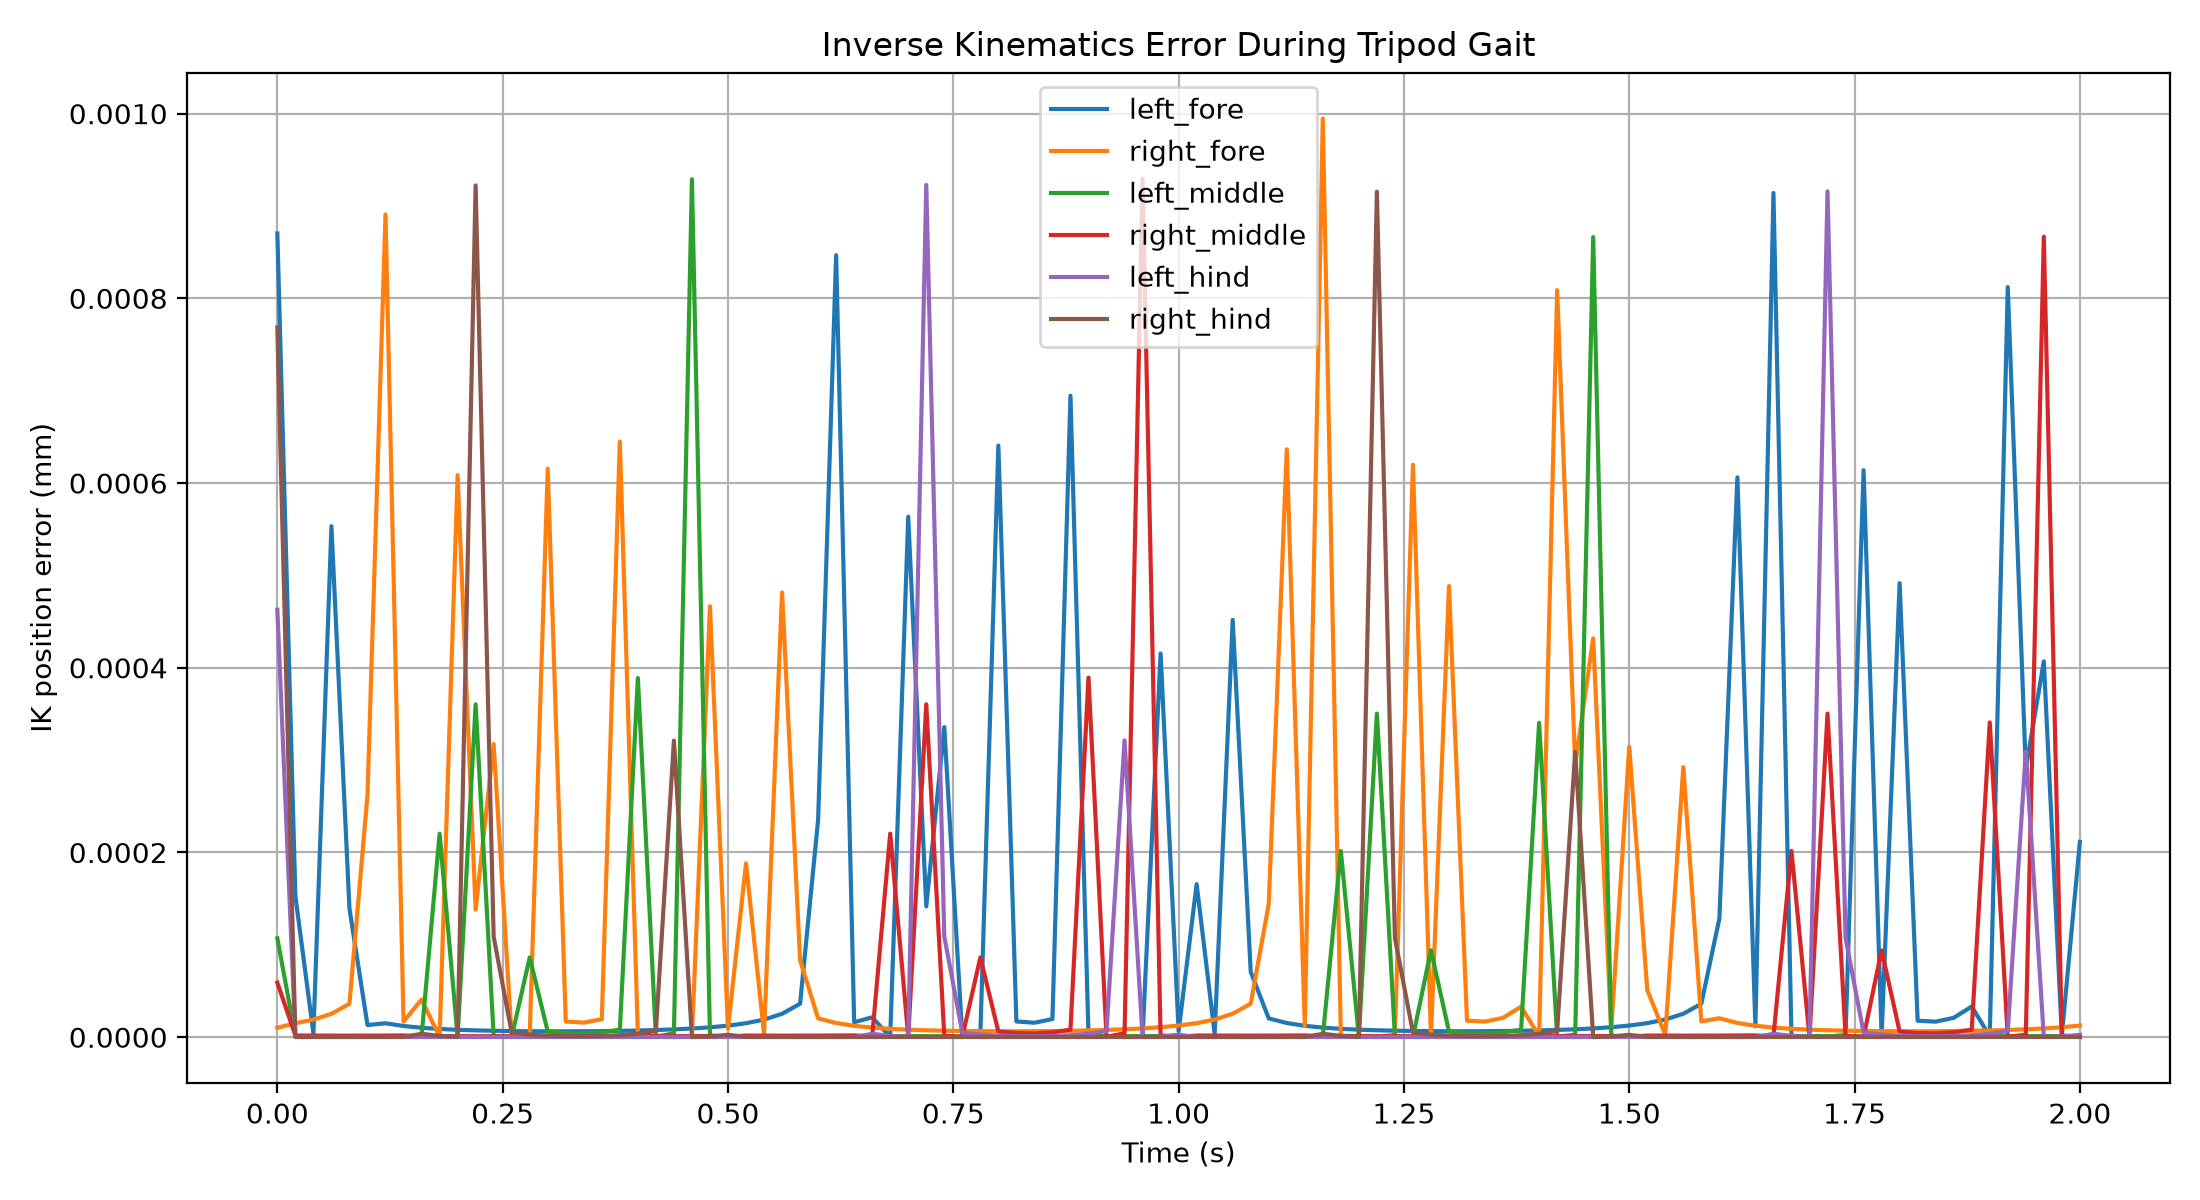 Inverse Kinematics Error During Tripod Gait
IK position error (mm)
0.0010
0.0008
0.0006
0.0004
0.0002
0.0000
left_fore
right_fore
left_middle
right_middle
left_hind
right_hind
0.00 0.25 0.50 0.75 1.00 1.25 1.50 1.75 2.00
Time (s)